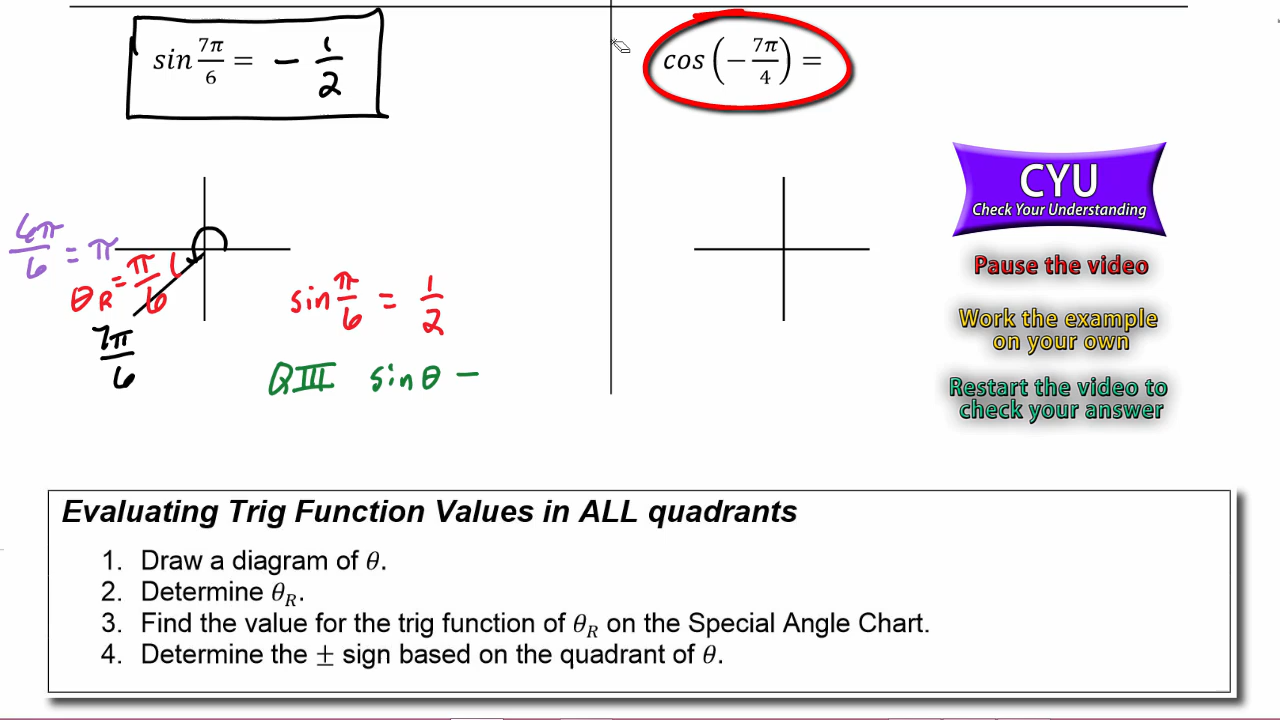 sin 7π/6 = - 1/2
cos (− 7π/4) =
CYU
Check Your Understanding
Pause the video
Work the example
on your own
Restart the video to
check your answer
6π/6 = π
θR = π/6
7π/6
sin π/6 = 1/2
QIII sinθ -
Evaluating Trig Function Values in ALL quadrants
1. Draw a diagram of θ.
2. Determine θR.
3. Find the value for the trig function of θR on the Special Angle Chart.
4. Determine the ± sign based on the quadrant of θ.